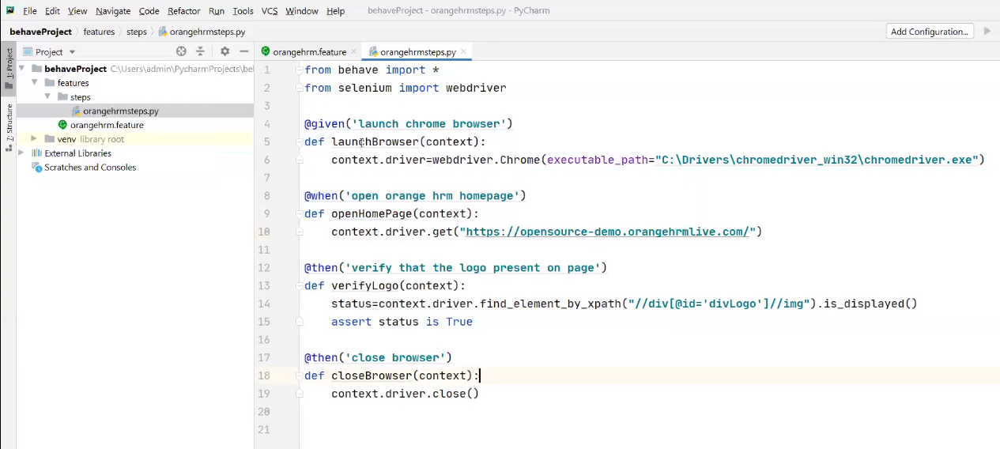 File Edit View Navigate Code Refactor Run Tools VCS Window Help behaveProject - orangehrmsteps.py - PyCharm
behaveProject features steps orangehrmsteps.py Add Configuration...
1: Project
Project
orangehrm.feature orangehrmsteps.py
behaveProject C:\Users\admin\PycharmProjects\bel
features
steps
orangehrmsteps.py
orangehrm.feature
venv library root
External Libraries
Scratches and Consoles
7: Structure
1 from behave import *
2 from selenium import webdriver
3
4 @given('launch chrome browser')
5 def launchBrowser(context):
6 context.driver=webdriver.Chrome(executable_path="C:\Drivers\chromedriver_win32\chromedriver.exe")
7
8 @when('open orange hrm homepage')
9 def openHomePage(context):
10 context.driver.get("https://opensource-demo.orangehrmlive.com/")
11
12 @then('verify that the logo present on page')
13 def verifyLogo(context):
14 status=context.driver.find_element_by_xpath("//div[@id='divLogo']//img").is_displayed()
15 assert status is True
16
17 @then('close browser')
18 def closeBrowser(context):
19 context.driver.close()
20
21